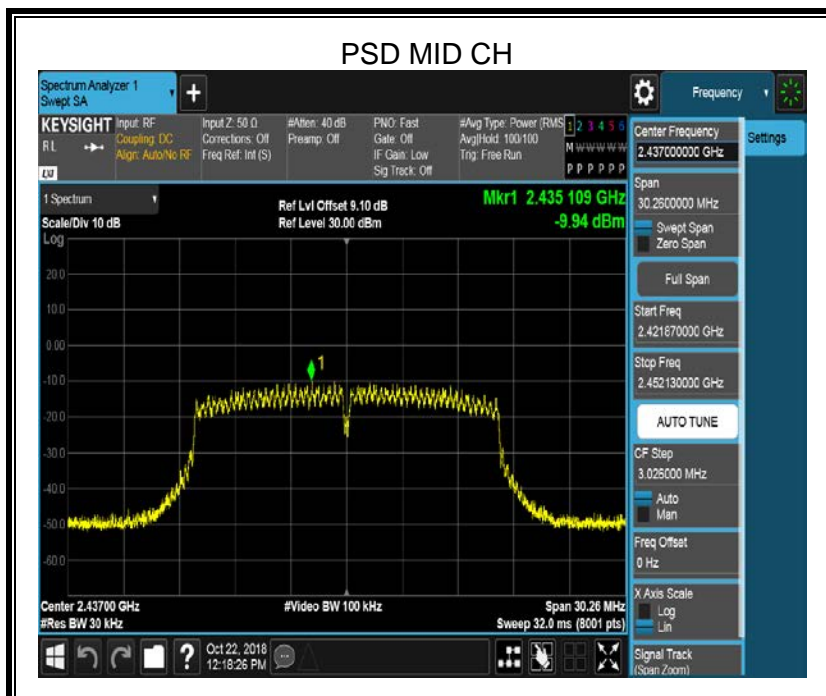 PSD MID CH
Spectrum Analyzer 1
Swept SA
Frequency
KEYSIGHT
RL
LXI
Input: RF
Coupling: DC
Align: Auto/No RF
Input Z: 50 Ω
Corrections: Off
Freq Ref: Int (S)
#Atten: 40 dB
Preamp: Off
PNO: Fast
Gate: Off
IF Gain: Low
Sig Track: Off
#Avg Type: Power (RMS
Avg|Hold: 100/100
Trig: Free Run
1 2 3 4 5 6
M W W W W W
P P P P P P
Settings
Center Frequency
2.437000000 GHz
Span
30.2600000 MHz
Swept Span
Zero Span
Full Span
Start Freq
2.421870000 GHz
Stop Freq
2.452130000 GHz
AUTO TUNE
CF Step
3.026000 MHz
Auto
Man
Freq Offset
0 Hz
X Axis Scale
Log
Lin
Signal Track
(Span Zoom)
1 Spectrum
Ref Lvl Offset 9.10 dB
Mkr1 2.435 109 GHz
Scale/Div 10 dB
Ref Level 30.00 dBm
-9.94 dBm
Log
20.0
10.0
0.00
1
-10.0
-20.0
-30.0
-40.0
-50.0
-60.0
Center 2.43700 GHz
#Video BW 100 kHz
Span 30.26 MHz
#Res BW 30 kHz
Sweep 32.0 ms (8001 pts)
Oct 22, 2018
12:18:26 PM